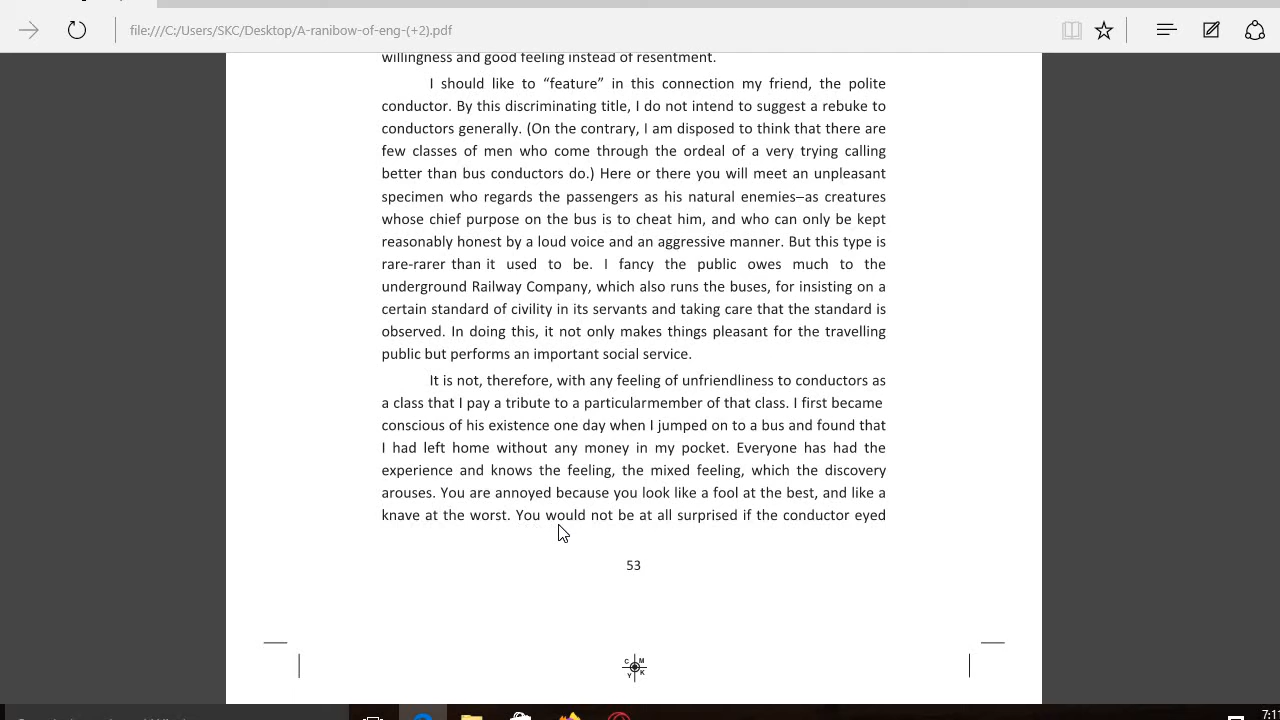 file:///C:/Users/SKC/Desktop/A-ranibow-of-eng-(+2).pdf
willingness and good feeling instead of resentment.
I should like to “feature” in this connection my friend, the polite
conductor. By this discriminating title, I do not intend to suggest a rebuke to
conductors generally. (On the contrary, I am disposed to think that there are
few classes of men who come through the ordeal of a very trying calling
better than bus conductors do.) Here or there you will meet an unpleasant
specimen who regards the passengers as his natural enemies–as creatures
whose chief purpose on the bus is to cheat him, and who can only be kept
reasonably honest by a loud voice and an aggressive manner. But this type is
rare-rarer than it used to be. I fancy the public owes much to the
underground Railway Company, which also runs the buses, for insisting on a
certain standard of civility in its servants and taking care that the standard is
observed. In doing this, it not only makes things pleasant for the travelling
public but performs an important social service.
It is not, therefore, with any feeling of unfriendliness to conductors as
a class that I pay a tribute to a particularmember of that class. I first became
conscious of his existence one day when I jumped on to a bus and found that
I had left home without any money in my pocket. Everyone has had the
experience and knows the feeling, the mixed feeling, which the discovery
arouses. You are annoyed because you look like a fool at the best, and like a
knave at the worst. You would not be at all surprised if the conductor eyed
53
C M
Y K